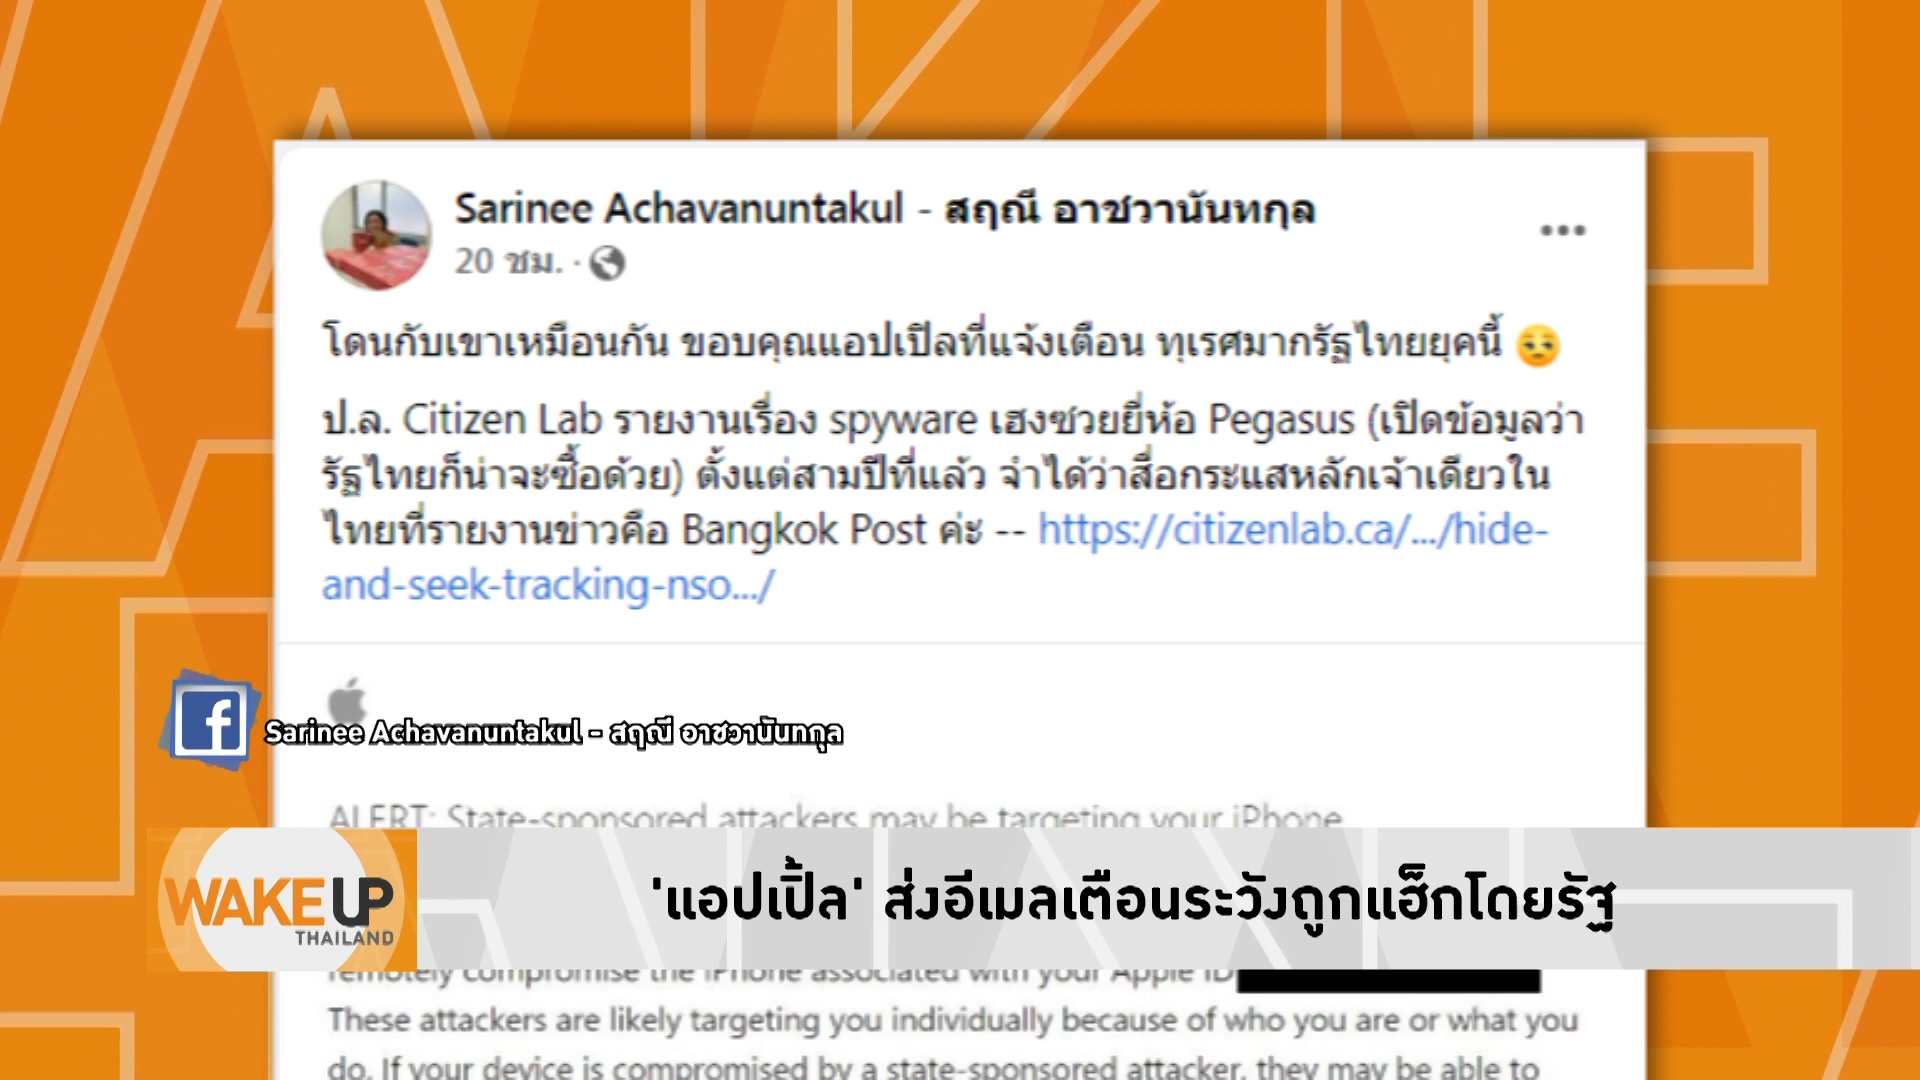 Sarinee Achavanuntakul - สฤณี อาชวานันทกุล
20 ชม. ·
โดนกับเขาเหมือนกัน ขอบคุณแอปเปิลที่แจ้งเตือน ทุเรศมากรัฐไทยยุคนี้
ป.ล. Citizen Lab รายงานเรื่อง spyware เฮงซวยยี่ห้อ Pegasus (เปิดข้อมูลว่า
รัฐไทยก็น่าจะซื้อด้วย) ตั้งแต่สามปีที่แล้ว จำได้ว่าสื่อกระแสหลักเจ้าเดียวใน
ไทยที่รายงานข่าวคือ Bangkok Post ค่ะ -- https://citizenlab.ca/.../hide-
and-seek-tracking-nso.../
Sarinee Achavanuntakul - สฤณี อาชวานันทกุล
ALERT: State-sponsored attackers may be targeting your iPhone
WAKE UP
THAILAND
'แอปเปิ้ล' ส่งอีเมลเตือนระวังถูกแฮ็กโดยรัฐ
remotely compromise the iPhone associated with your Apple ID
These attackers are likely targeting you individually because of who you are or what you
do. If your device is compromised by a state-sponsored attacker, they may be able to